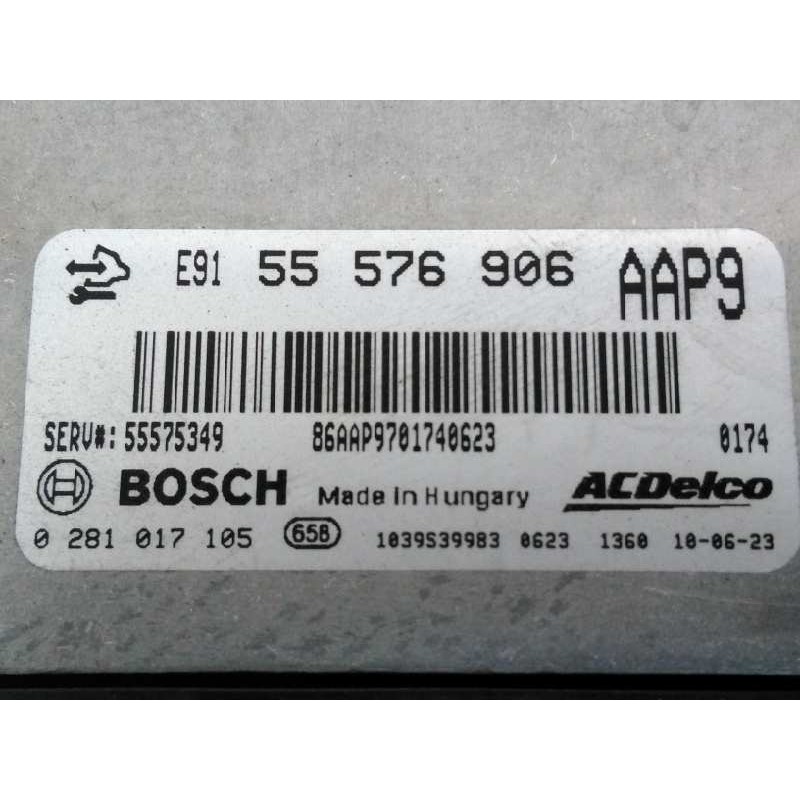 E91 55 576 906 AAP9
SERV#: 55575349 86AAP9701740623 0174
BOSCH Made in Hungary ACDelco
0 281 017 105 65B 1039S39983 0623 1360 10-06-23